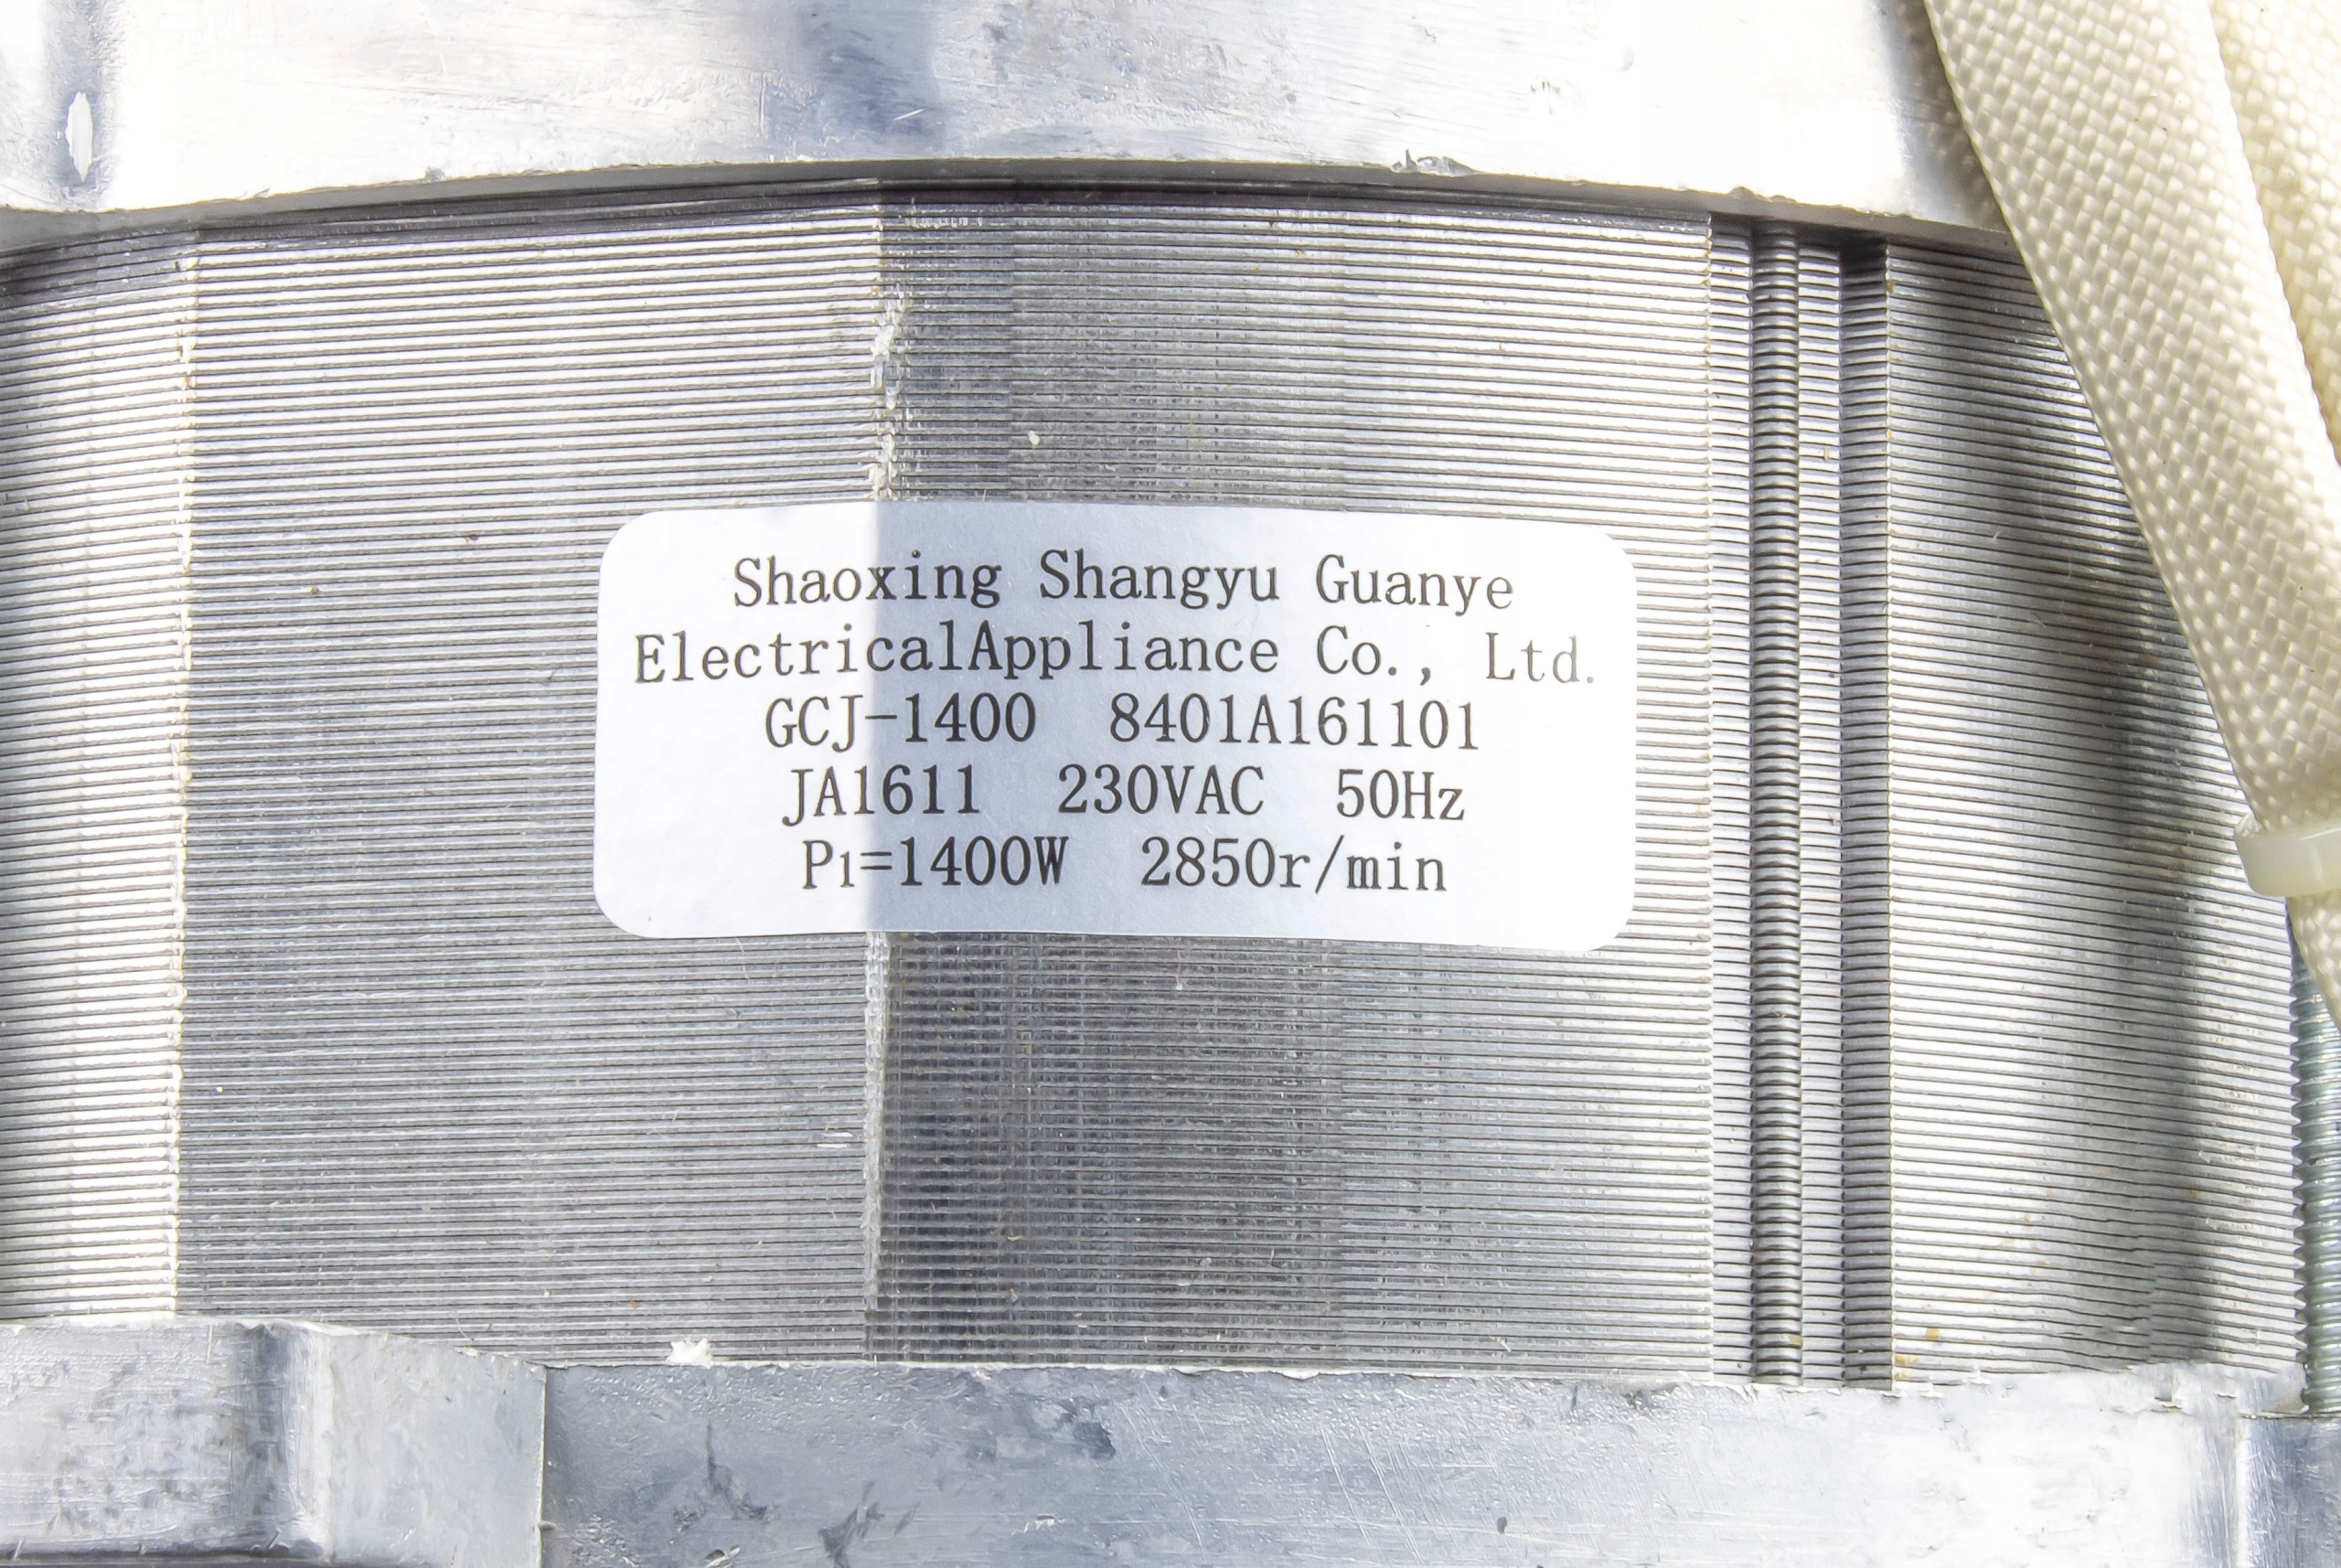 Shaoxing Shangyu Guanye
ElectricalAppliance Co., Ltd.
GCJ-1400 8401A161101
JA1611 230VAC 50Hz
P1=1400W 2850r/min